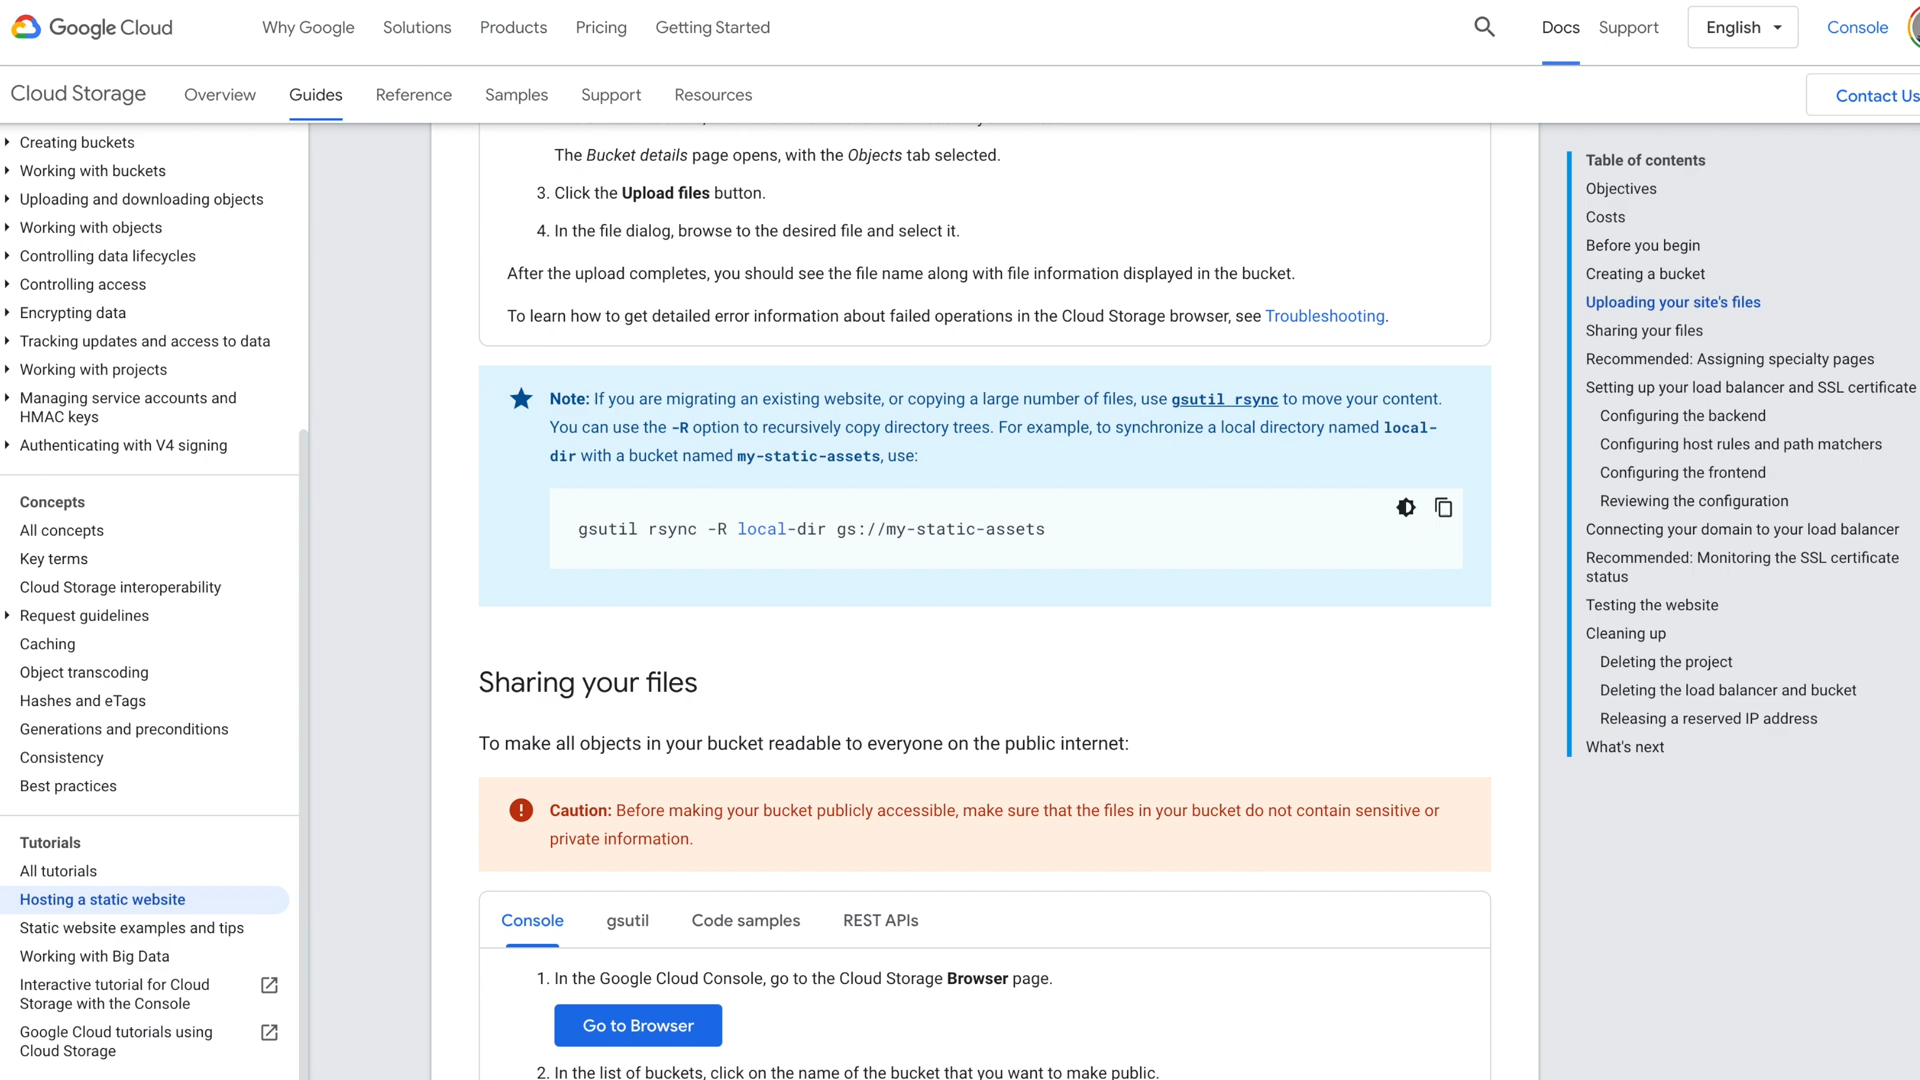 Google Cloud
Why Google
Solutions
Products
Pricing
Getting Started
Docs
Support
English
Console
Cloud Storage
Overview
Guides
Reference
Samples
Support
Resources
Contact Us
Creating buckets
Working with buckets
Uploading and downloading objects
Working with objects
Controlling data lifecycles
Controlling access
Encrypting data
Tracking updates and access to data
Working with projects
Managing service accounts and
HMAC keys
Authenticating with V4 signing
Concepts
All concepts
Key terms
Cloud Storage interoperability
Request guidelines
Caching
Object transcoding
Hashes and eTags
Generations and preconditions
Consistency
Best practices
Tutorials
All tutorials
Hosting a static website
Static website examples and tips
Working with Big Data
Interactive tutorial for Cloud
Storage with the Console
Google Cloud tutorials using
Cloud Storage
The Bucket details page opens, with the Objects tab selected.
3. Click the Upload files button.
4. In the file dialog, browse to the desired file and select it.
After the upload completes, you should see the file name along with file information displayed in the bucket.
To learn how to get detailed error information about failed operations in the Cloud Storage browser, see Troubleshooting.
Note: If you are migrating an existing website, or copying a large number of files, use gsutil rsync to move your content.
You can use the -R option to recursively copy directory trees. For example, to synchronize a local directory named local-
dir with a bucket named my-static-assets, use:
gsutil rsync -R local-dir gs://my-static-assets
Sharing your files
To make all objects in your bucket readable to everyone on the public internet:
Caution: Before making your bucket publicly accessible, make sure that the files in your bucket do not contain sensitive or
private information.
Console
gsutil
Code samples
REST APIs
1. In the Google Cloud Console, go to the Cloud Storage Browser page.
Go to Browser
2. In the list of buckets, click on the name of the bucket that you want to make public.
Table of contents
Objectives
Costs
Before you begin
Creating a bucket
Uploading your site's files
Sharing your files
Recommended: Assigning specialty pages
Setting up your load balancer and SSL certificate
Configuring the backend
Configuring host rules and path matchers
Configuring the frontend
Reviewing the configuration
Connecting your domain to your load balancer
Recommended: Monitoring the SSL certificate
status
Testing the website
Cleaning up
Deleting the project
Deleting the load balancer and bucket
Releasing a reserved IP address
What's next